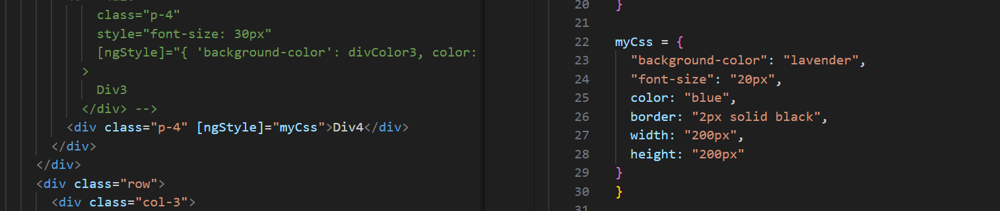 class="p-4"
style="font-size: 30px"
[ngStyle]="{ 'background-color': divColor3, color:
>
Div3
</div> -->
<div class="p-4" [ngStyle]="myCss">Div4</div>
</div>
</div>
<div class="row">
<div class="col-3">
20 }
21
22 myCss = {
23 "background-color": "lavender",
24 "font-size": "20px",
25 color: "blue",
26 border: "2px solid black",
27 width: "200px",
28 height: "200px"
29 }
30 }
31